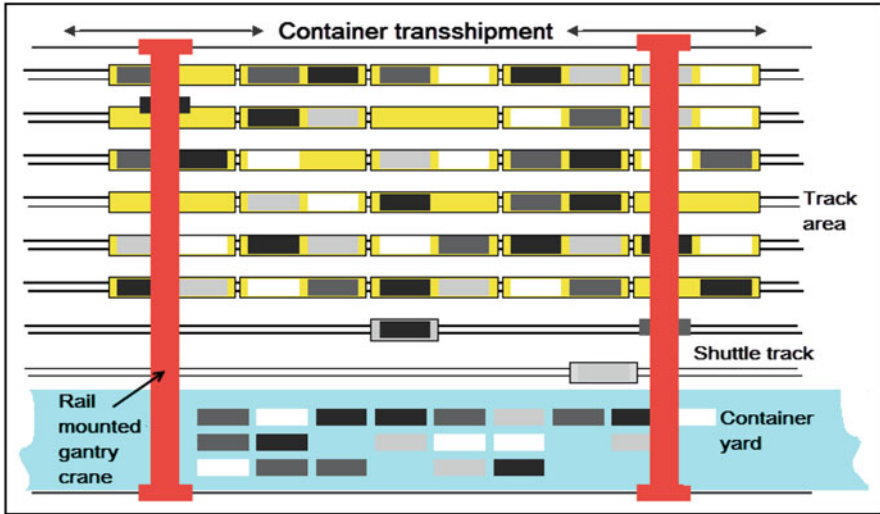 Container transshipment
Track
area
Shuttle track
Rail
mounted
gantry
crane
Container
yard